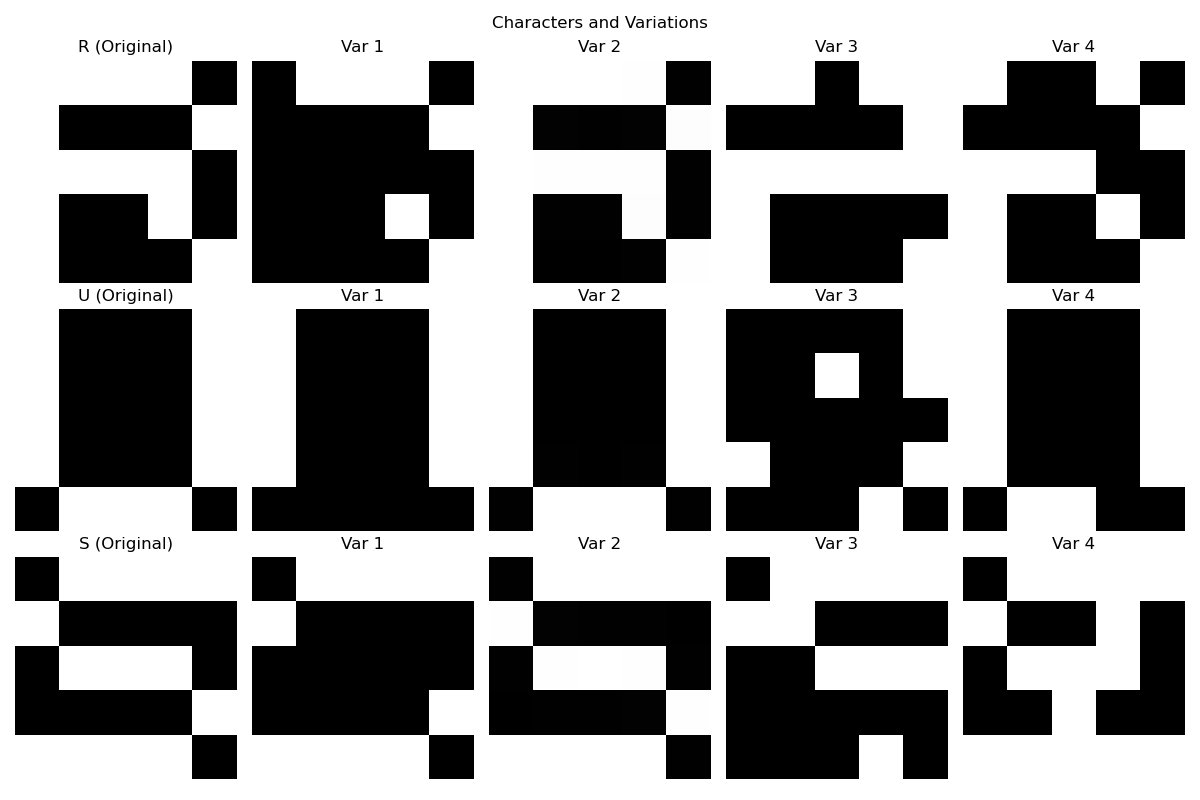 Characters and Variations
R (Original) Var 1 Var 2 Var 3 Var 4
U (Original) Var 1 Var 2 Var 3 Var 4
S (Original) Var 1 Var 2 Var 3 Var 4